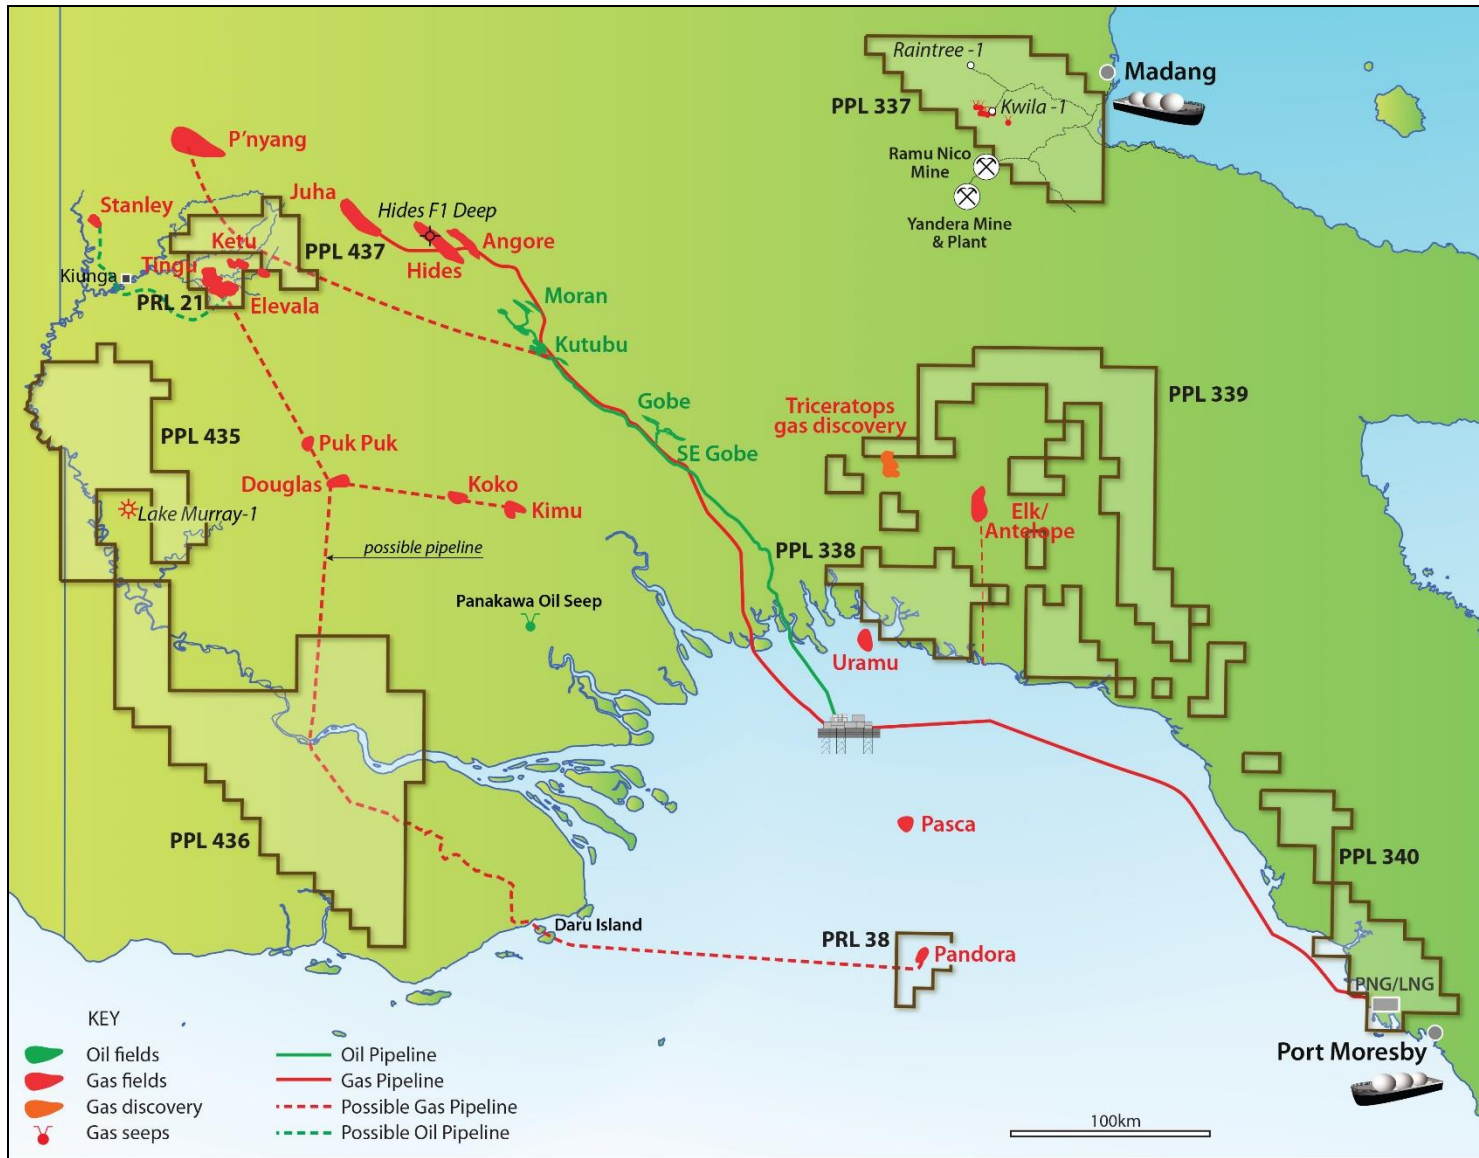 Raintree -1
Madang
PPL 337
Kwila -1
P'nyang
Ramu Nico
Mine
Yandera Mine
& Plant
Juha
Stanley
Hides F1 Deep
Ketu
PPL 437
Angore
Tingu
Hides
Kiunga
PRL 21
Elevala
Moran
Kutubu
PPL 339
Triceratops
gas discovery
Gobe
PPL 435
Puk Puk
SE Gobe
Douglas
Koko
Kimu
Lake Murray-1
Elk/
Antelope
possible pipeline
PPL 338
Panakawa Oil Seep
Uramu
Pasca
PPL 436
PPL 340
Daru Island
PRL 38
Pandora
PNG/LNG
Port Moresby
KEY
Oil fields
Gas fields
Gas discovery
Gas seeps
Oil Pipeline
Gas Pipeline
Possible Gas Pipeline
Possible Oil Pipeline
100km